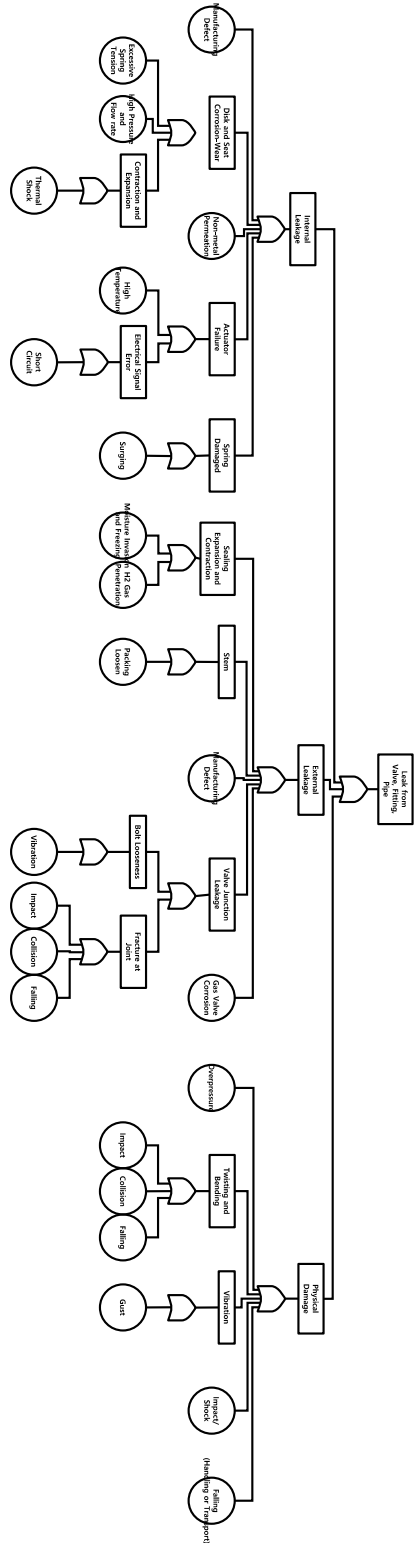 Leak from
Valve, Fitting,
Pipe
Internal
Leakage
External
Leakage
Physical
Damage
Manufacturing
Defect
Disk and Seat
Corrosion-Wear
Non-metal
Permeation
Actuator
Failure
Spring
Damaged
Sealing
Expansion and
Contraction
Stem
Manufacturing
Defect
Valve Junction
Leakage
Gas Valve
Corrosion
Overpressure
Twisting and
Bending
Vibration
Impact/
Shock
Falling
(Handling or Transport)
Excessive
Spring
Tension
High Pressure
and
Flow rate
Contraction and
Expansion
High
Temperature
Electrical Signal
Error
Surging
Moisture Invasion
and Freezing
H2 Gas
Penetration
Packing
Loosen
Bolt Looseness
Fracture at
Joint
Impact
Collision
Falling
Gust
Thermal
Shock
Short
Circuit
Vibration
Impact
Collision
Falling